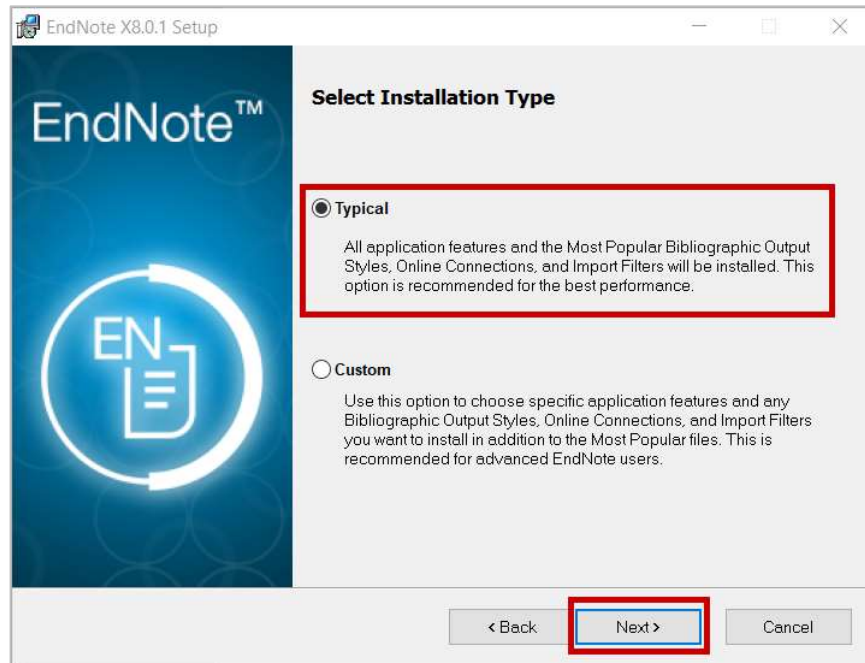 EndNote X8.0.1 Setup
EndNote™
Select Installation Type
Typical
All application features and the Most Popular Bibliographic Output
Styles, Online Connections, and Import Filters will be installed. This
option is recommended for the best performance.
EN
Custom
Use this option to choose specific application features and any
Bibliographic Output Styles, Online Connections, and Import Filters
you want to install in addition to the Most Popular files. This is
recommended for advanced EndNote users.
< Back
Next >
Cancel